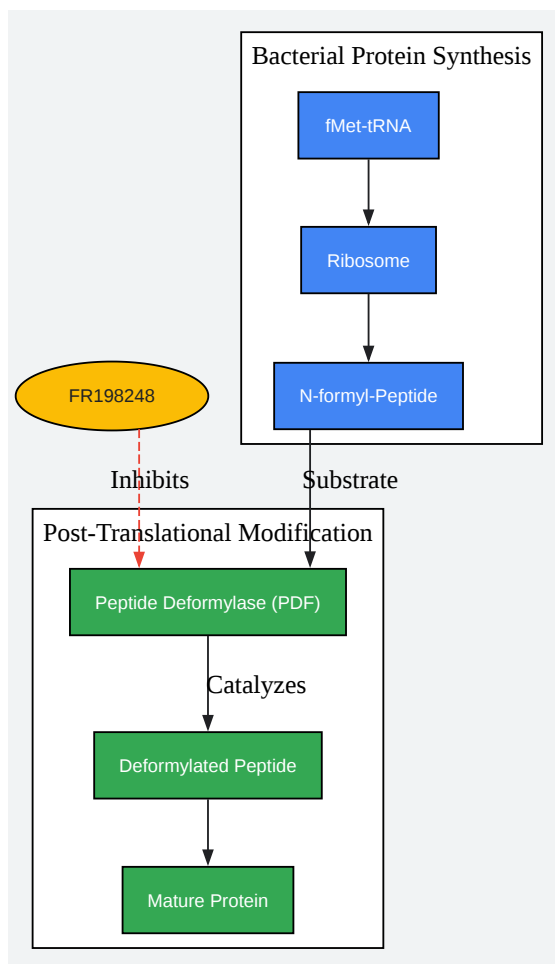 Bacterial Protein Synthesis
fMet-tRNA
Ribosome
N-formyl-Peptide
FR198248
Inhibits
Substrate
Post-Translational Modification
Peptide Deformylase (PDF)
Catalyzes
Deformylated Peptide
Mature Protein